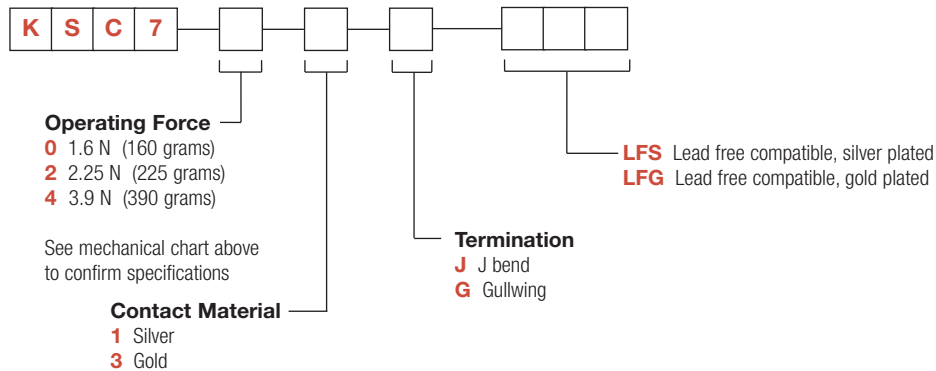 K S C 7
Operating Force
0 1.6 N (160 grams)
2 2.25 N (225 grams)
4 3.9 N (390 grams)
See mechanical chart above
to confirm specifications
Contact Material
1 Silver
3 Gold
Termination
J J bend
G Gullwing
LFS Lead free compatible, silver plated
LFG Lead free compatible, gold plated